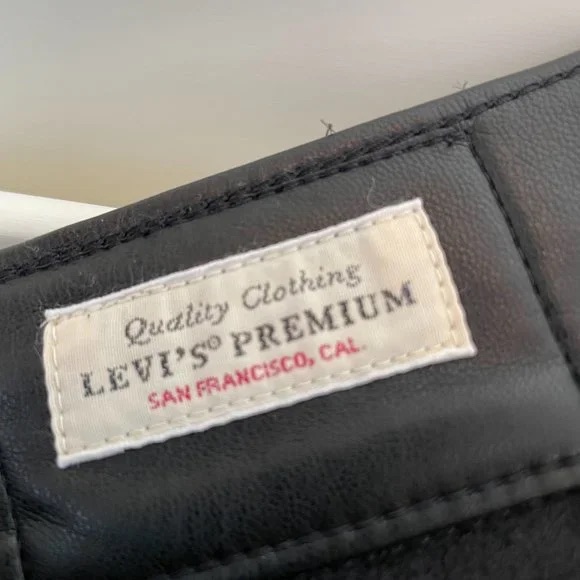 Quality Clothing
LEVI'S® PREMIUM
SAN FRANCISCO, CAL.